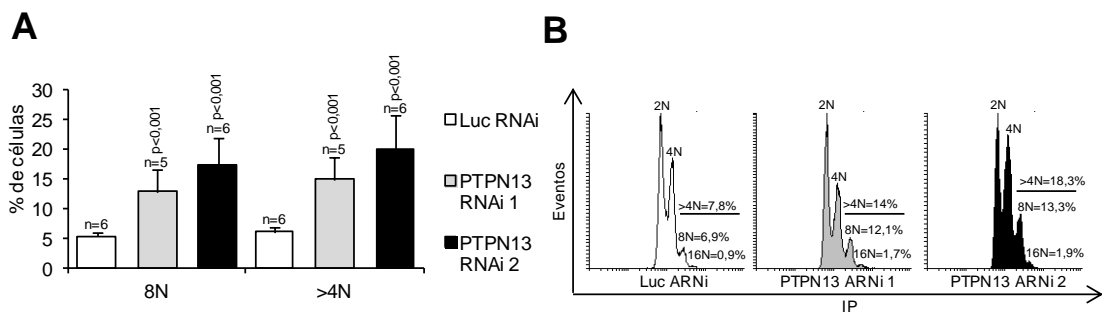 A
% de células
30
25
20
15
10
5
0
n=6
n=5
p<0,001
n=6
p<0,001
n=6
n=5
p<0,001
n=6
p<0,001
8N
>4N
Luc RNAi
PTPN13
RNAi 1
PTPN13
RNAi 2
B
Eventos
2N
4N
>4N=7,8%
8N=6,9%
16N=0,9%
Luc ARNi
2N
4N
>4N=14%
8N=12,1%
16N=1,7%
PTPN13 ARNi 1
2N
4N
>4N=18,3%
8N=13,3%
16N=1,9%
PTPN13 ARNi 2
IP